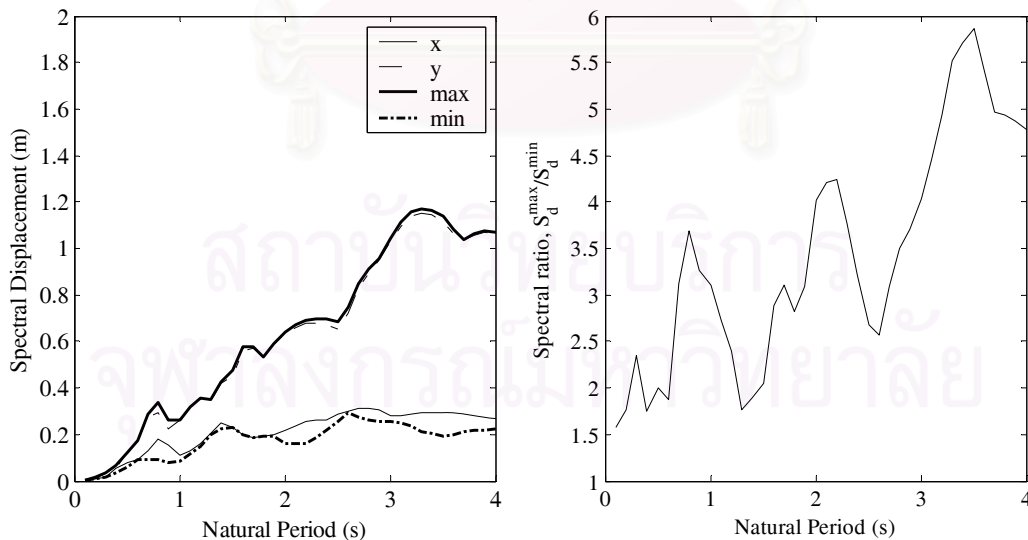 2
1.8
1.6
1.4
1.2
1
0.8
0.6
0.4
0.2
0
Spectral Displacement (m)
0 1 2 3 4
Natural Period (s)
x
y
max
min
6
5.5
5
4.5
4
3.5
3
2.5
2
1.5
1
Spectral ratio, S_d^max/S_d^min
0 1 2 3 4
Natural Period (s)
สถาบันวิทยบริการ
จุฬาลงกรณ์มหาวิทยาลัย